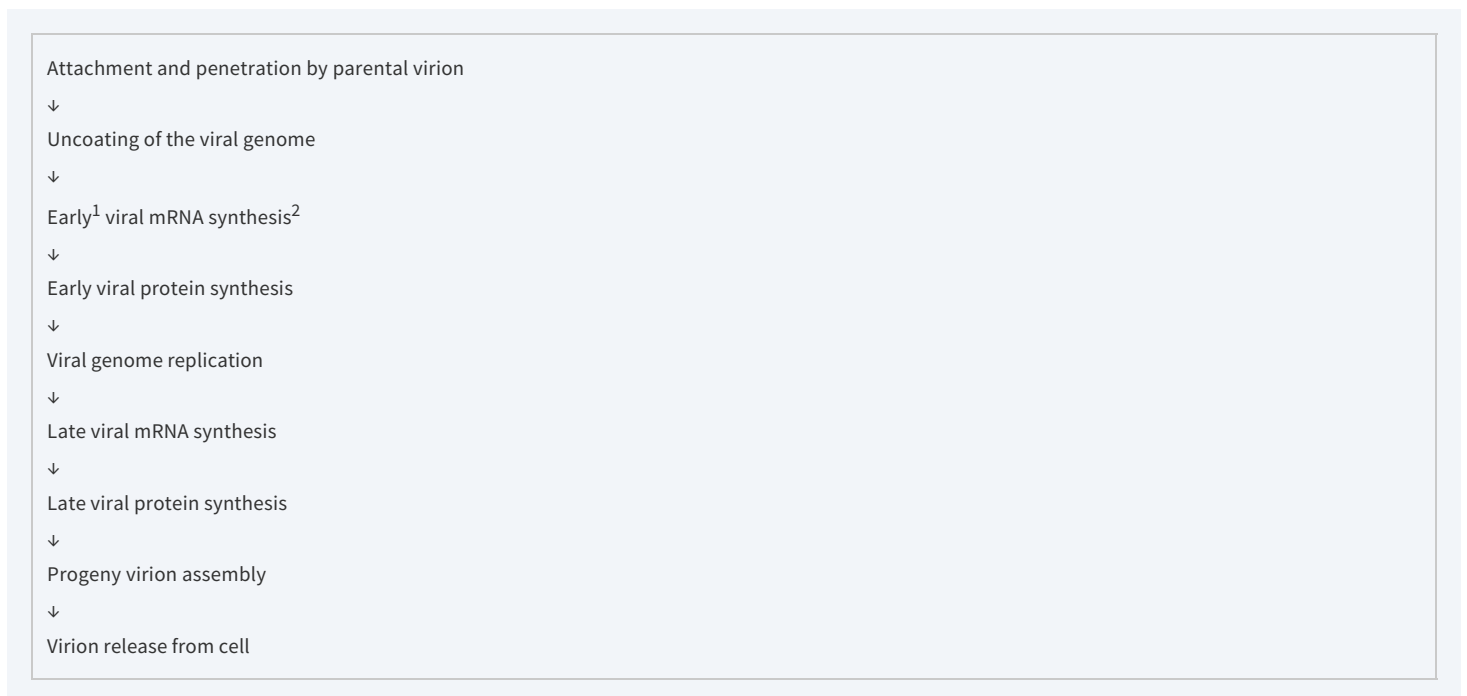 Attachment and penetration by parental virion
↓
Uncoating of the viral genome
↓
Early¹ viral mRNA synthesis²
↓
Early viral protein synthesis
↓
Viral genome replication
↓
Late viral mRNA synthesis
↓
Late viral protein synthesis
↓
Progeny virion assembly
↓
Virion release from cell